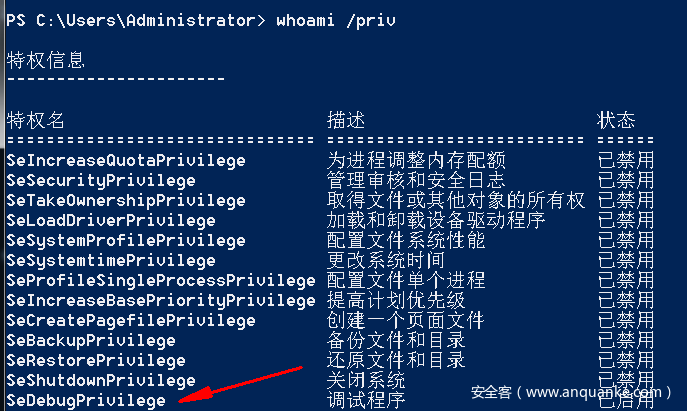 PS C:\Users\Administrator> whoami /priv
特权信息
----------------------
特权名 描述 状态
=============================== ========================== ======
SeIncreaseQuotaPrivilege 为进程调整内存配额 已禁用
SeSecurityPrivilege 管理审核和安全日志 已禁用
SeTakeOwnershipPrivilege 取得文件或其他对象的所有权 已禁用
SeLoadDriverPrivilege 加载和卸载设备驱动程序 已禁用
SeSystemProfilePrivilege 配置文件系统性能 已禁用
SeSystemtimePrivilege 更改系统时间 已禁用
SeProfileSingleProcessPrivilege 配置文件单个进程 已禁用
SeIncreaseBasePriorityPrivilege 提高计划优先级 已禁用
SeCreatePagefilePrivilege 创建一个页面文件 已禁用
SeBackupPrivilege 备份文件和目录 已禁用
SeRestorePrivilege 还原文件和目录 已禁用
SeShutdownPrivilege 关闭系统 已禁用
SeDebugPrivilege 调试程序 已启用
安全客（www.anquanke.com）